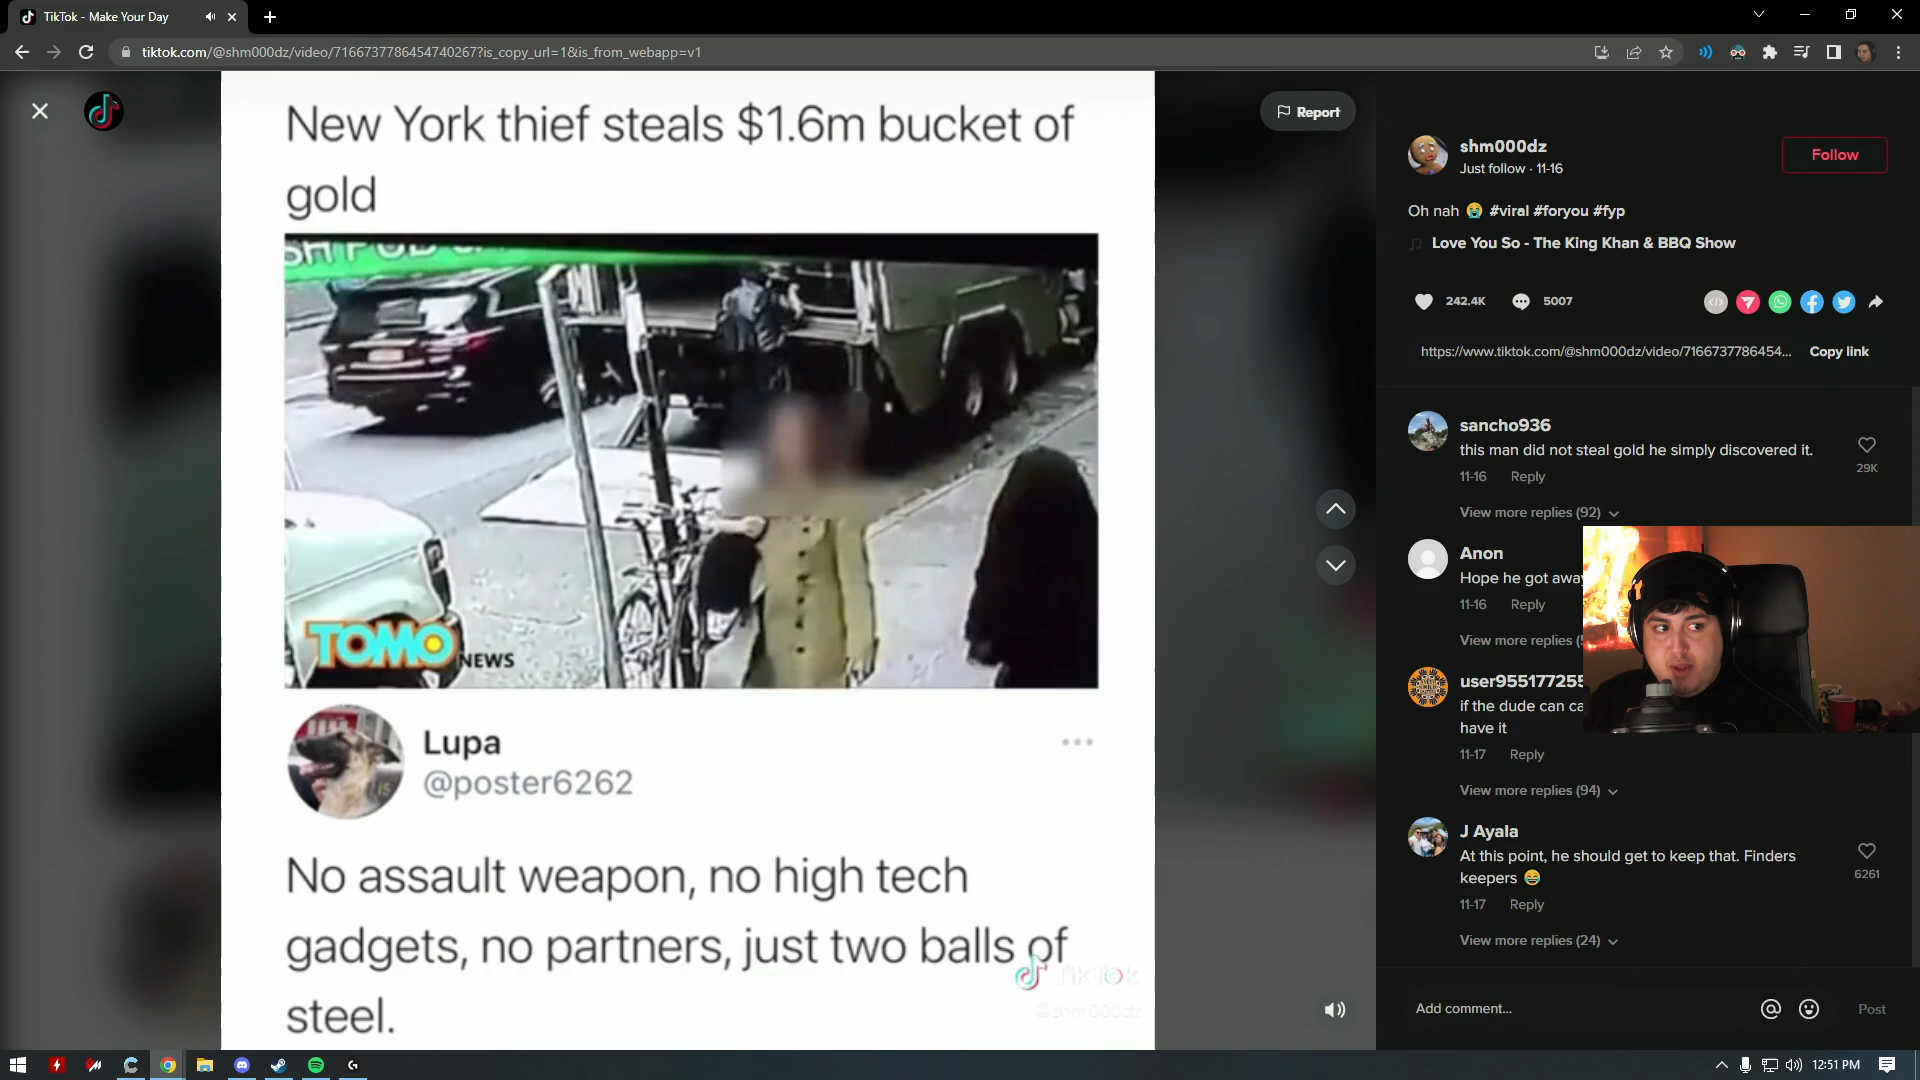 TikTok - Make Your Day
tiktok.com/@shm000dz/video/7166737786454740267?is_copy_url=1&is_from_webapp=v1
New York thief steals $1.6m bucket of
gold
TOMO NEWS
Lupa
@poster6262
No assault weapon, no high tech
gadgets, no partners, just two balls of
steel.
TikTok
@shm000dz
Report
shm000dz
Just follow · 11-16
Follow
Oh nah 😭 #viral #foryou #fyp
Love You So - The King Khan & BBQ Show
242.4K
5007
https://www.tiktok.com/@shm000dz/video/7166737786454...
Copy link
sancho936
this man did not steal gold he simply discovered it.
29K
11-16 Reply
View more replies (92)
Anon
Hope he got away
11-16 Reply
View more replies
user955177255
if the dude can ca
have it
11-17 Reply
View more replies (94)
J Ayala
At this point, he should get to keep that. Finders
keepers 😂
6261
11-17 Reply
View more replies (24)
Add comment...
Post
12:51 PM